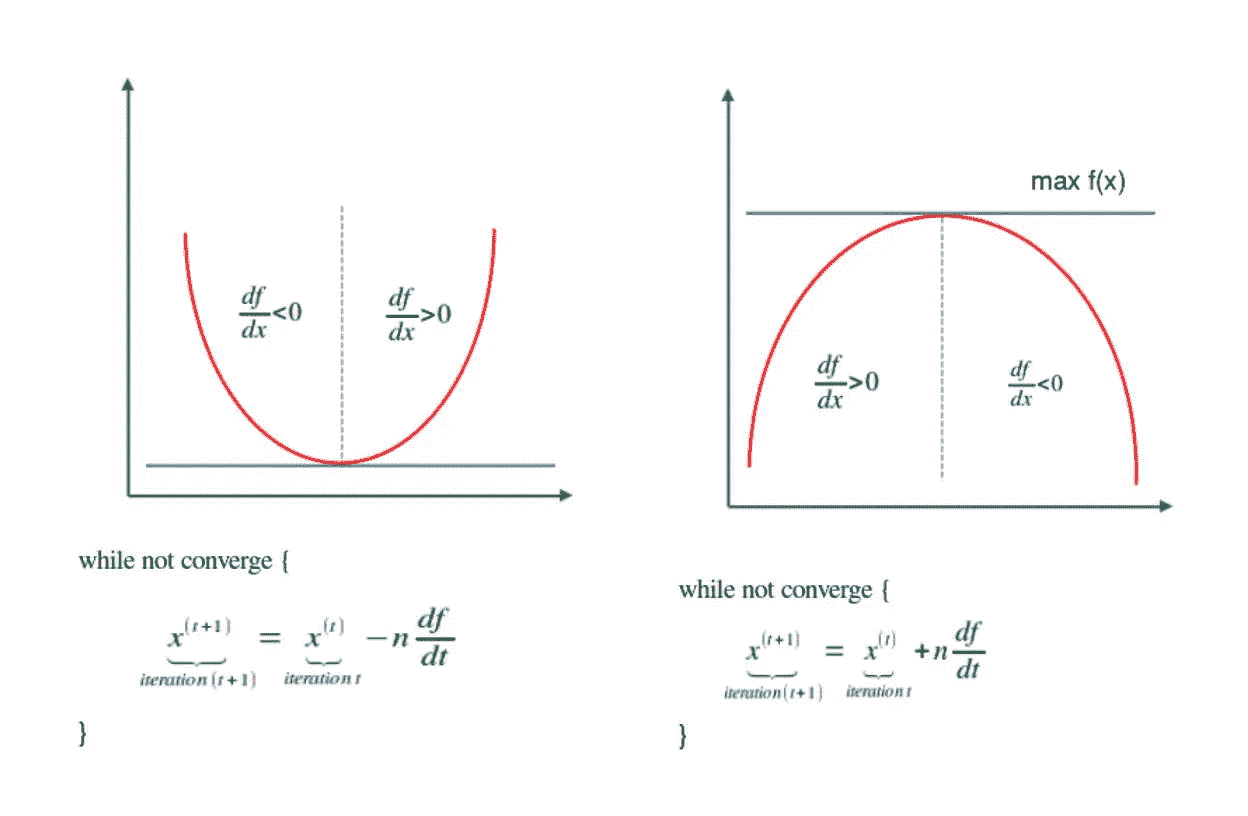 df/dx<0
df/dx>0
while not converge {
x^(t+1) = x^(t) −n df/dt
iteration (t+1) iteration t
}
max f(x)
df/dx>0
df/dx<0
while not converge {
x^(t+1) = x^(t) +n df/dt
iteration (t+1) iteration t
}